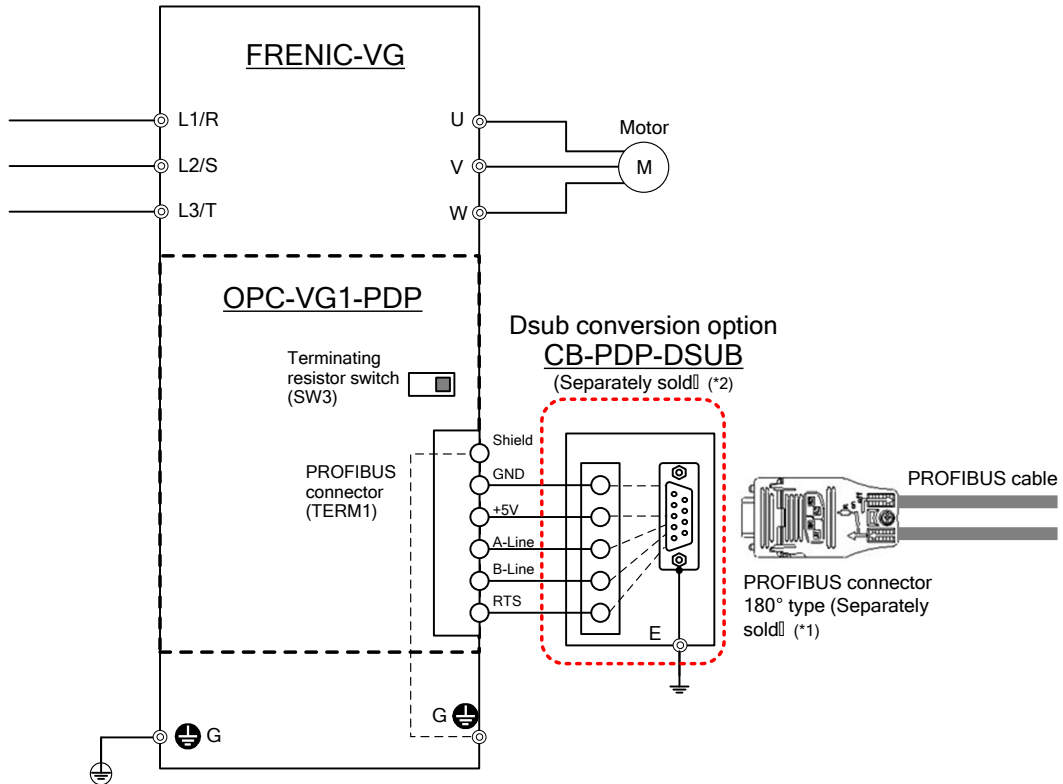 FRENIC-VG
L1/R
L2/S
L3/T
U
V
W
Motor
M
OPC-VG1-PDP
Terminating
resistor switch
(SW3)
PROFIBUS
connector
(TERM1)
Shield
GND
+5V
A-Line
B-Line
RTS
Dsub conversion option
CB-PDP-DSUB
(Separately sold▯ (*2)
E
PROFIBUS cable
PROFIBUS connector
180° type (Separately
sold▯ (*1)
G
G